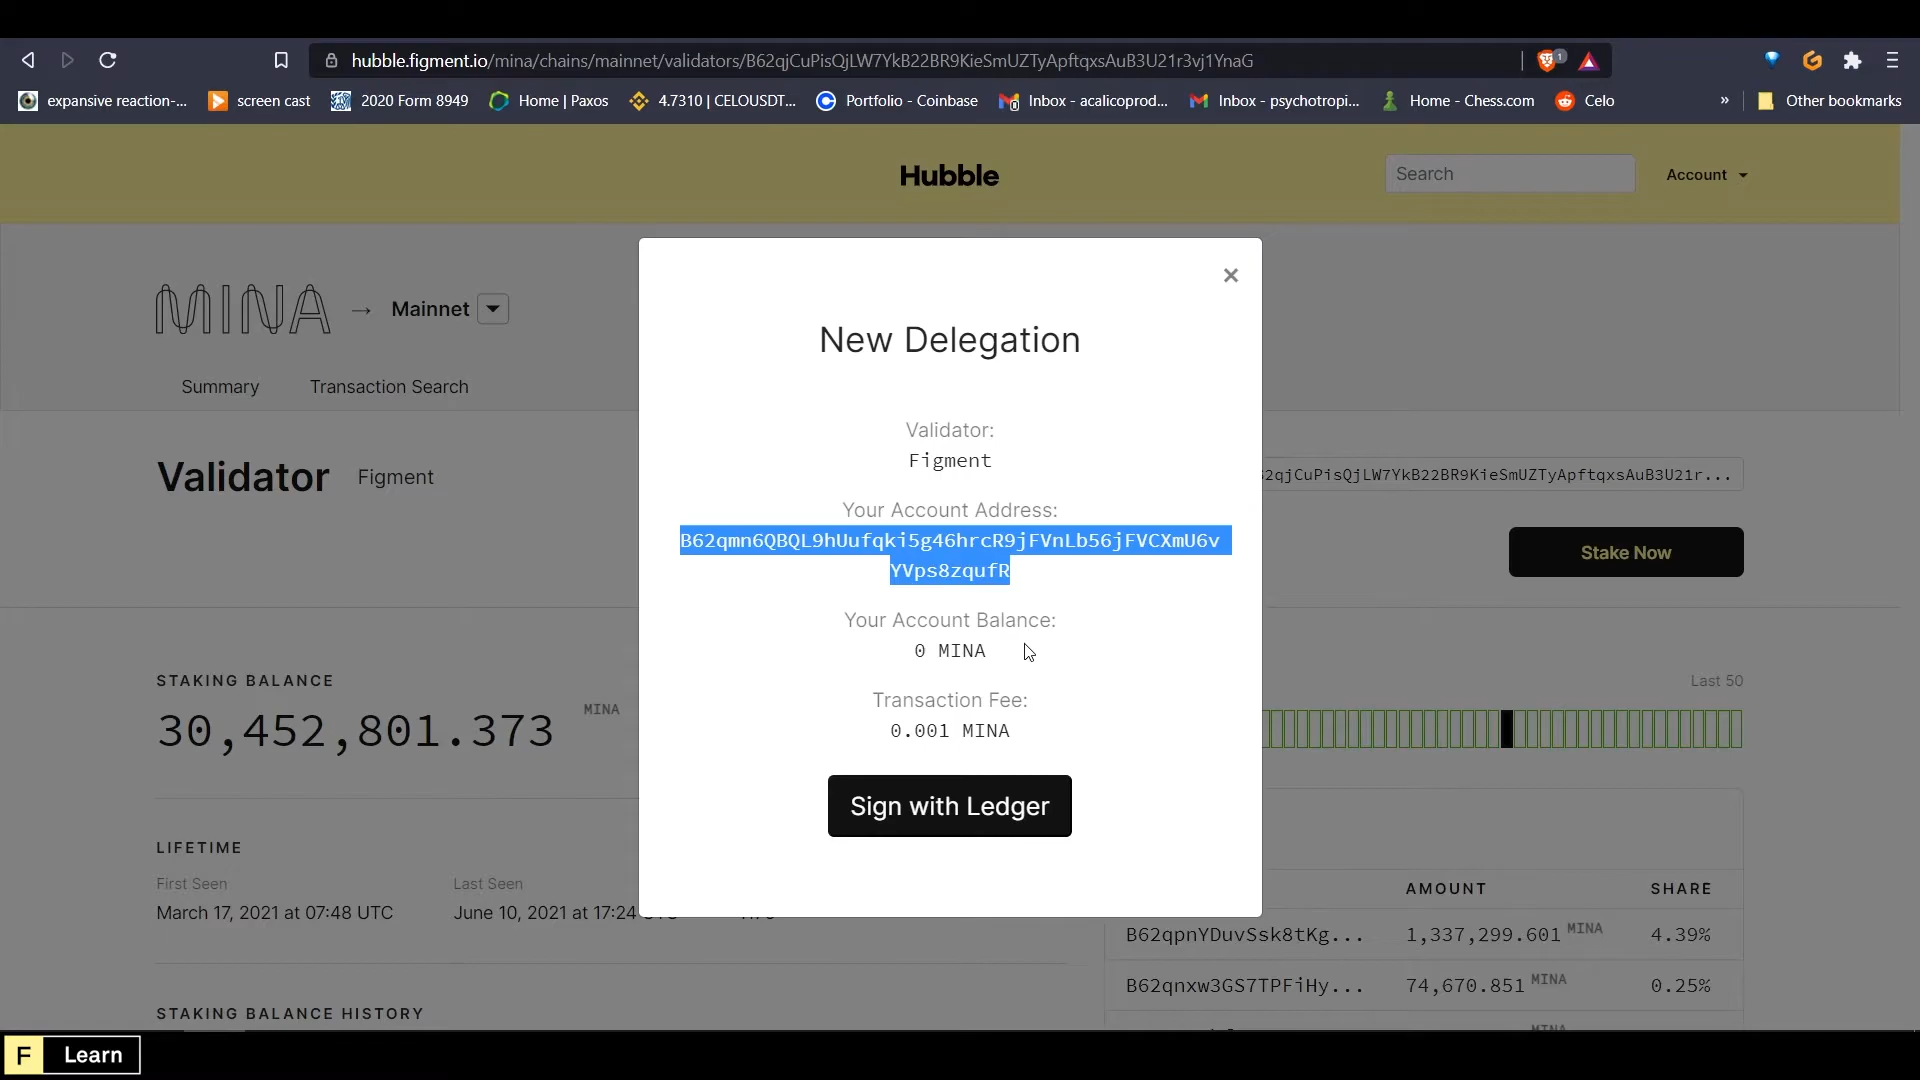 hubble.figment.io/mina/chains/mainnet/validators/B62qjCuPisQjLW7YkB22BR9KieSmUZTyApftqxsAuB3U21r3vj1YnaG
1
expansive reaction-...
screen cast
2020 Form 8949
Home | Paxos
4.7310 | CELOUSDT...
Portfolio - Coinbase
Inbox - acalicoprod...
Inbox - psychotropi...
Home - Chess.com
Celo
»
Other bookmarks
Hubble
Search
Account
MINA → Mainnet
Summary
Transaction Search
×
New Delegation
Validator:
Figment
Your Account Address:
B62qmn6QBQL9hUufqki5g46hrcR9jFVnLb56jFVCXmU6v
YVps8zqufR
Your Account Balance:
0 MINA
Transaction Fee:
0.001 MINA
Sign with Ledger
Validator Figment
2qjCuPisQjLW7YkB22BR9KieSmUZTyApftqxsAuB3U21r...
Stake Now
STAKING BALANCE
30,452,801.373 MINA
Last 50
LIFETIME
First Seen
March 17, 2021 at 07:48 UTC
Last Seen
June 10, 2021 at 17:24 UTC
AMOUNT
SHARE
B62qpnYDuvSsk8tKg... 1,337,299.601 MINA 4.39%
B62qnxw3GS7TPFiHy... 74,670.851 MINA 0.25%
MINA
STAKING BALANCE HISTORY
F Learn